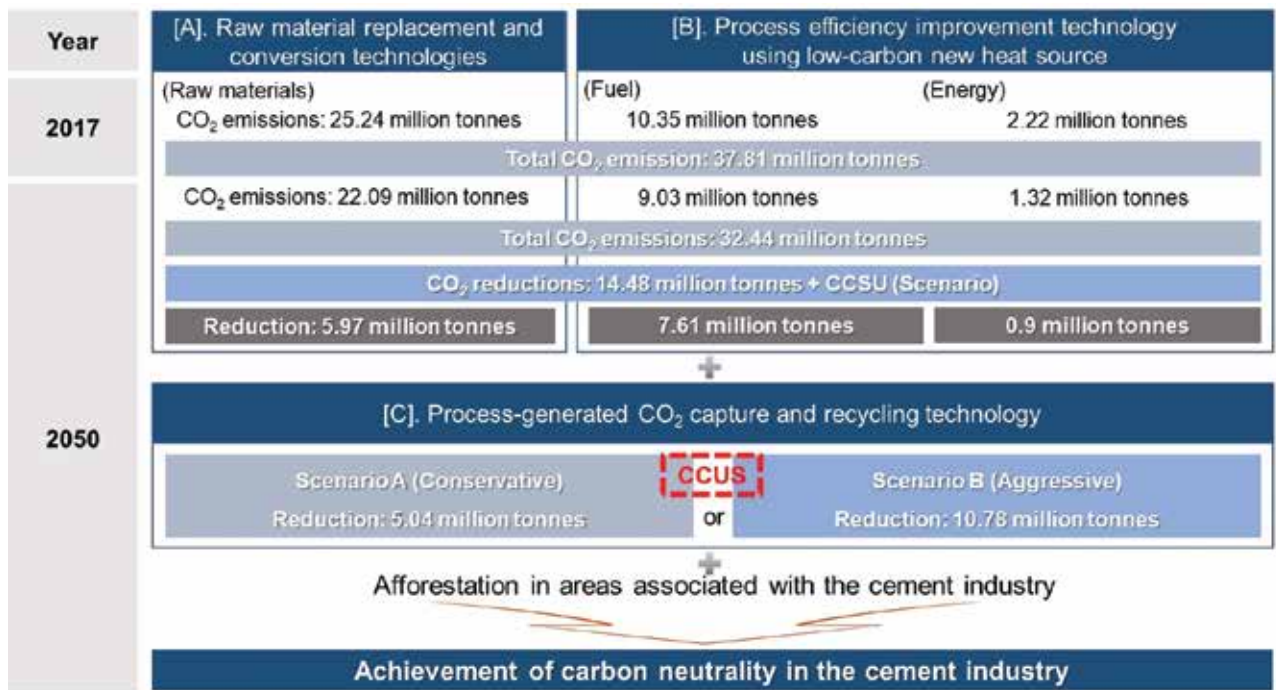 Year
[A]. Raw material replacement and
conversion technologies
[B]. Process efficiency improvement technology
using low-carbon new heat source
2017
(Raw materials)
CO₂ emissions: 25.24 million tonnes
(Fuel)
10.35 million tonnes
(Energy)
2.22 million tonnes
Total CO₂ emission: 37.81 million tonnes
2050
CO₂ emissions: 22.09 million tonnes
9.03 million tonnes
1.32 million tonnes
Total CO₂ emissions: 32.44 million tonnes
CO₂ reductions: 14.48 million tonnes + CCSU (Scenario)
Reduction: 5.97 million tonnes
7.61 million tonnes
0.9 million tonnes
+
[C]. Process-generated CO₂ capture and recycling technology
Scenario A (Conservative)
Reduction: 5.04 million tonnes
CCUS
or
Scenario B (Aggressive)
Reduction: 10.78 million tonnes
+
Afforestation in areas associated with the cement industry
Achievement of carbon neutrality in the cement industry